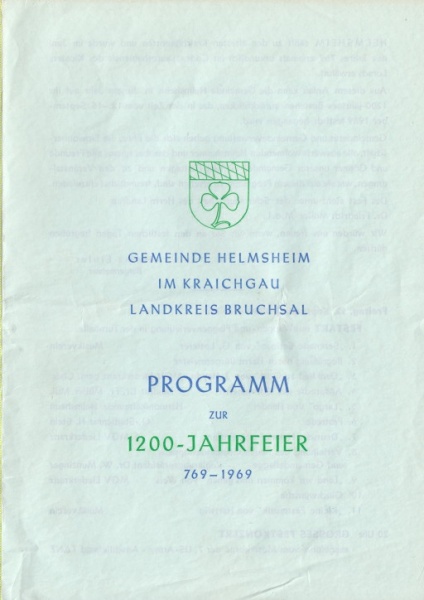 GEMEINDE HELMSHEIM
IM KRAICHGAU
LANDKREIS BRUCHSAL
PROGRAMM
ZUR
1200-JAHRFEIER
769–1969